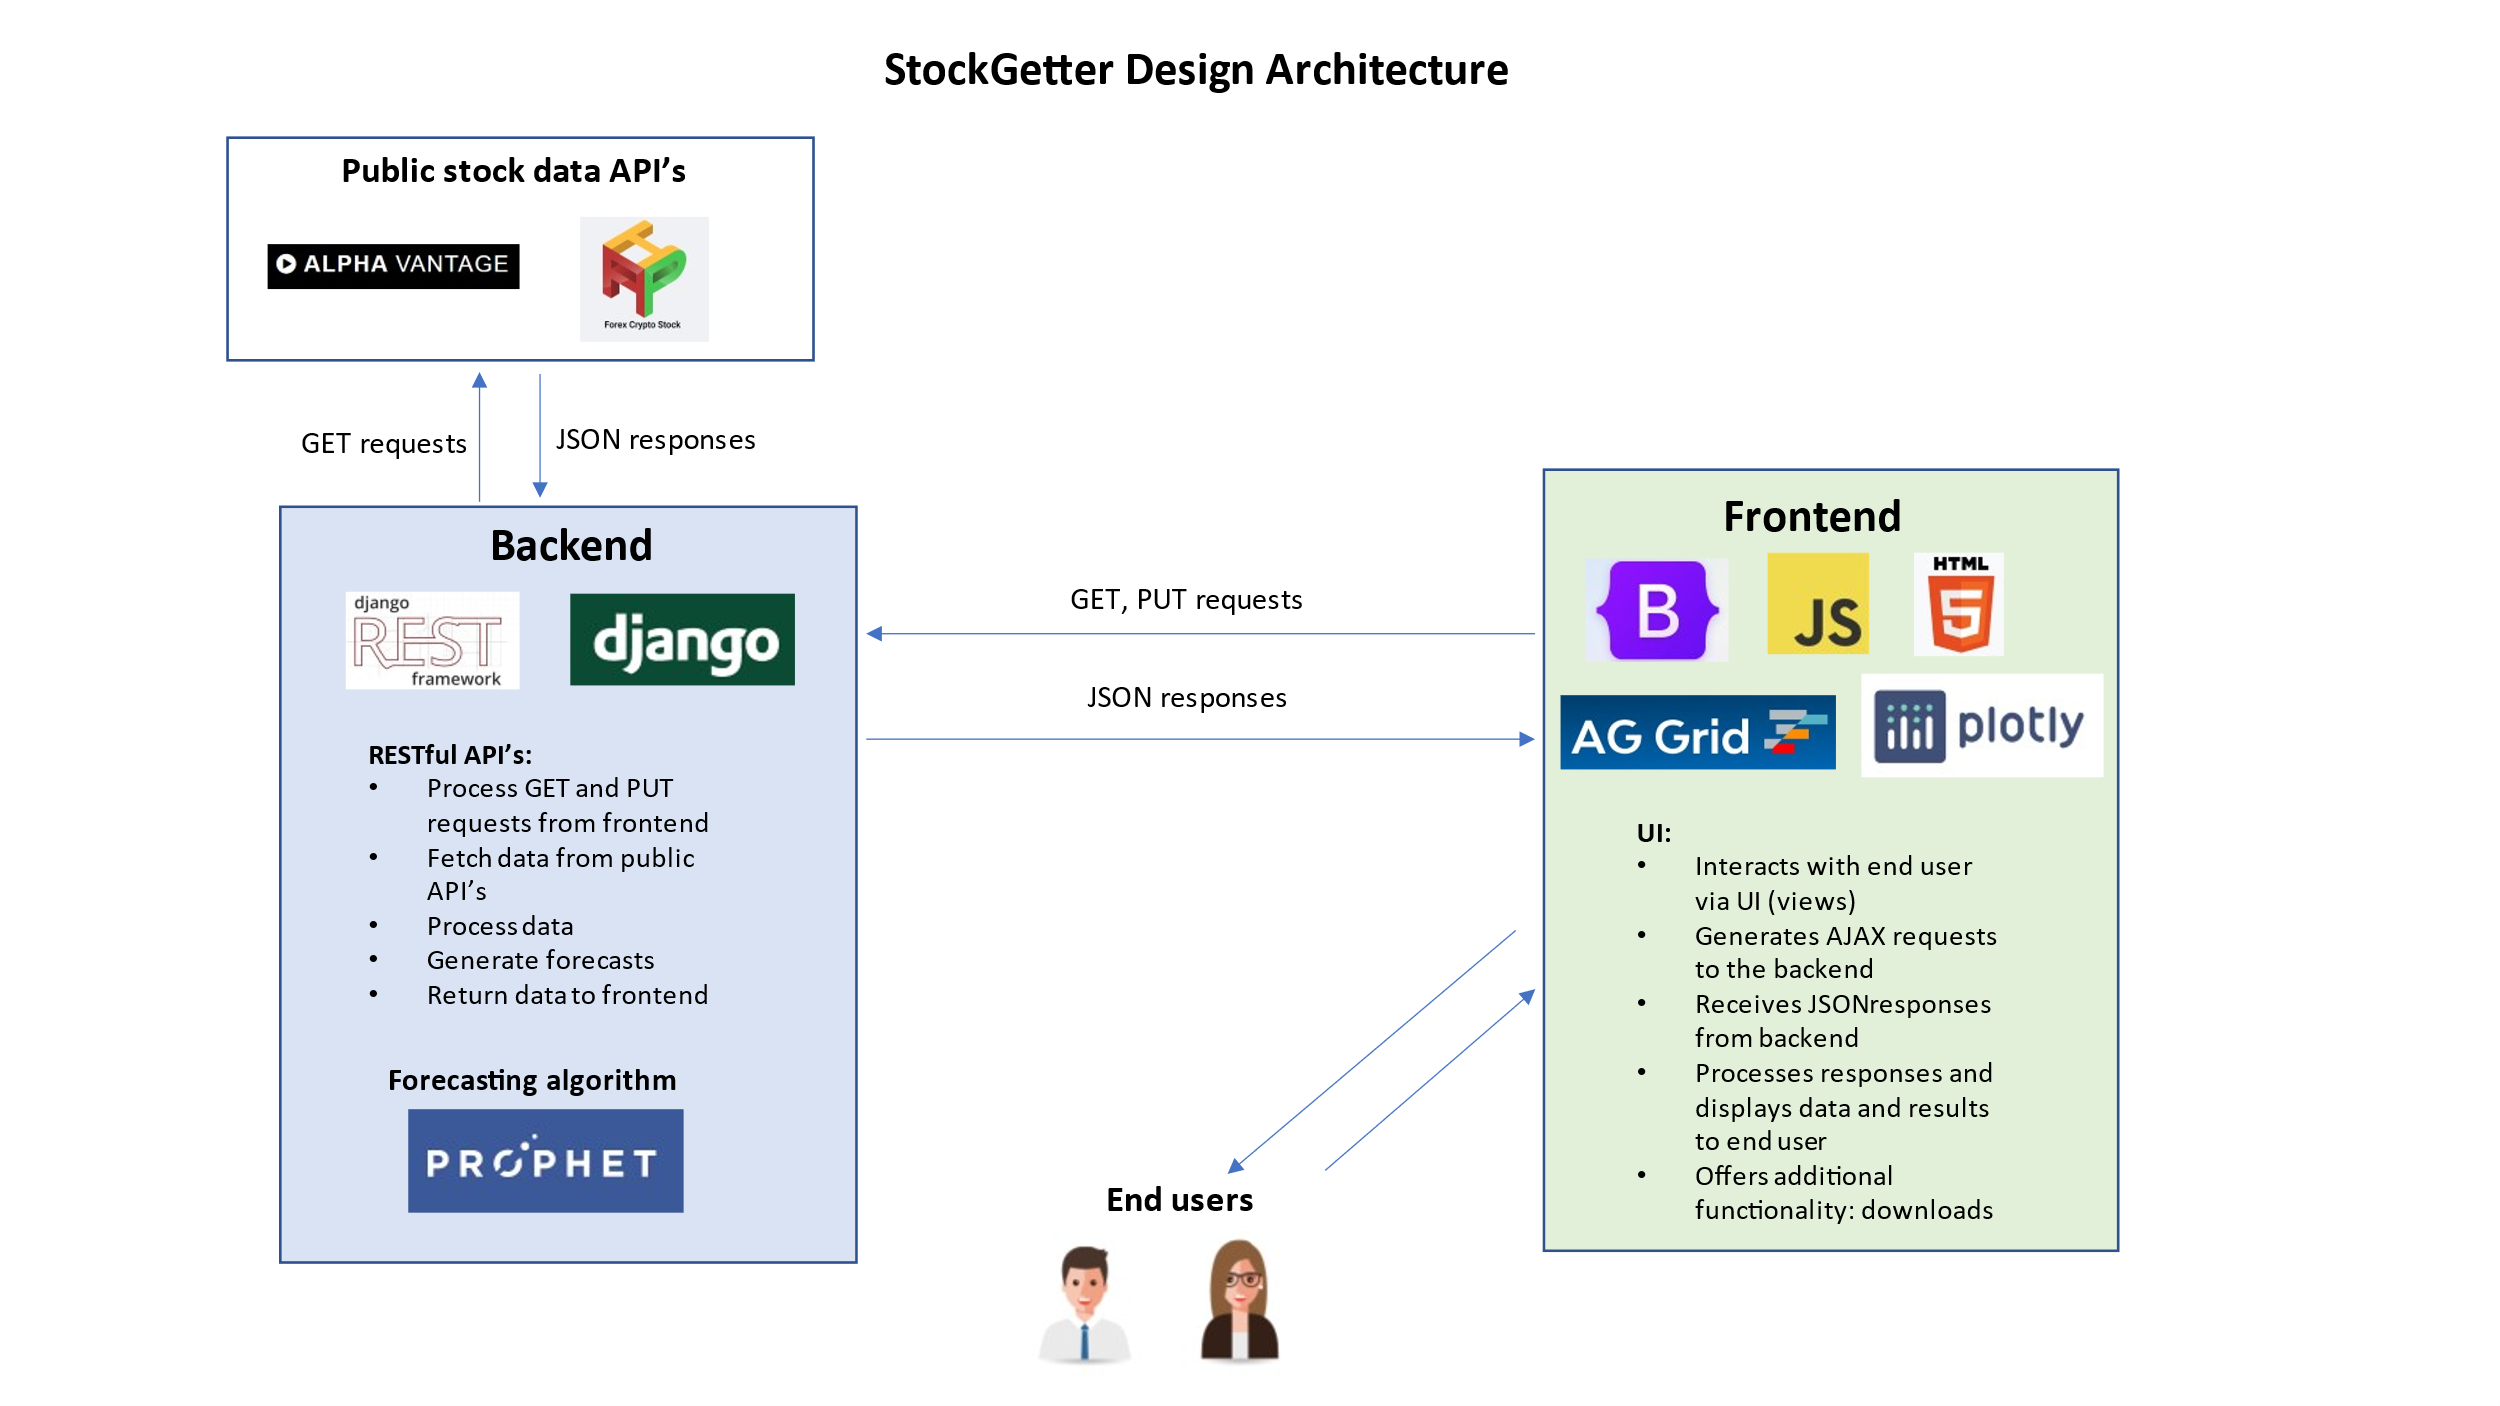 StockGetter Design Architecture
Public stock data API’s
ALPHA VANTAGE
Forex Crypto Stock
GET requests
JSON responses
Backend
django
REST
framework
django
RESTful API’s:
• Process GET and PUT
requests from frontend
• Fetch data from public
API’s
• Process data
• Generate forecasts
• Return data to frontend
Forecasting algorithm
PROPHET
GET, PUT requests
JSON responses
End users
Frontend
B
JS
HTML
5
AG Grid
plotly
UI:
• Interacts with end user
via UI (views)
• Generates AJAX requests
to the backend
• Receives JSON responses
from backend
• Processes responses and
displays data and results
to end user
• Offers additional
functionality: downloads